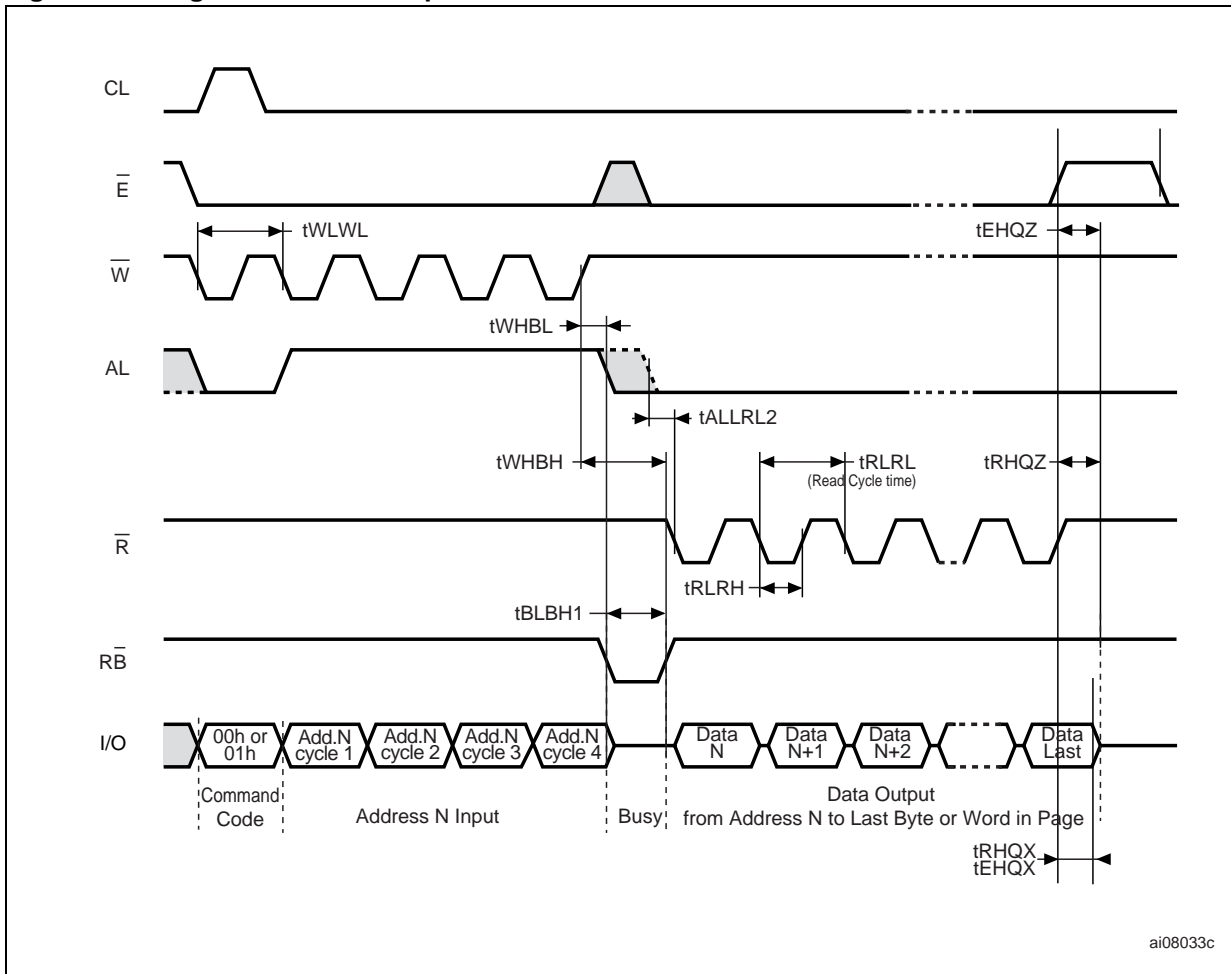 CL
E
tWLWL
tEHQZ
W
tWHBL
AL
tALLRL2
tWHBH
tRLRL
(Read Cycle time)
tRHQZ
R
tRLRH
tBLBH1
RB
I/O
00h or
01h
Add.N
cycle 1
Add.N
cycle 2
Add.N
cycle 3
Add.N
cycle 4
Data
N
Data
N+1
Data
N+2
Data
Last
Command
Code
Address N Input
Busy
Data Output
from Address N to Last Byte or Word in Page
tRHQX
tEHQX
ai08033c